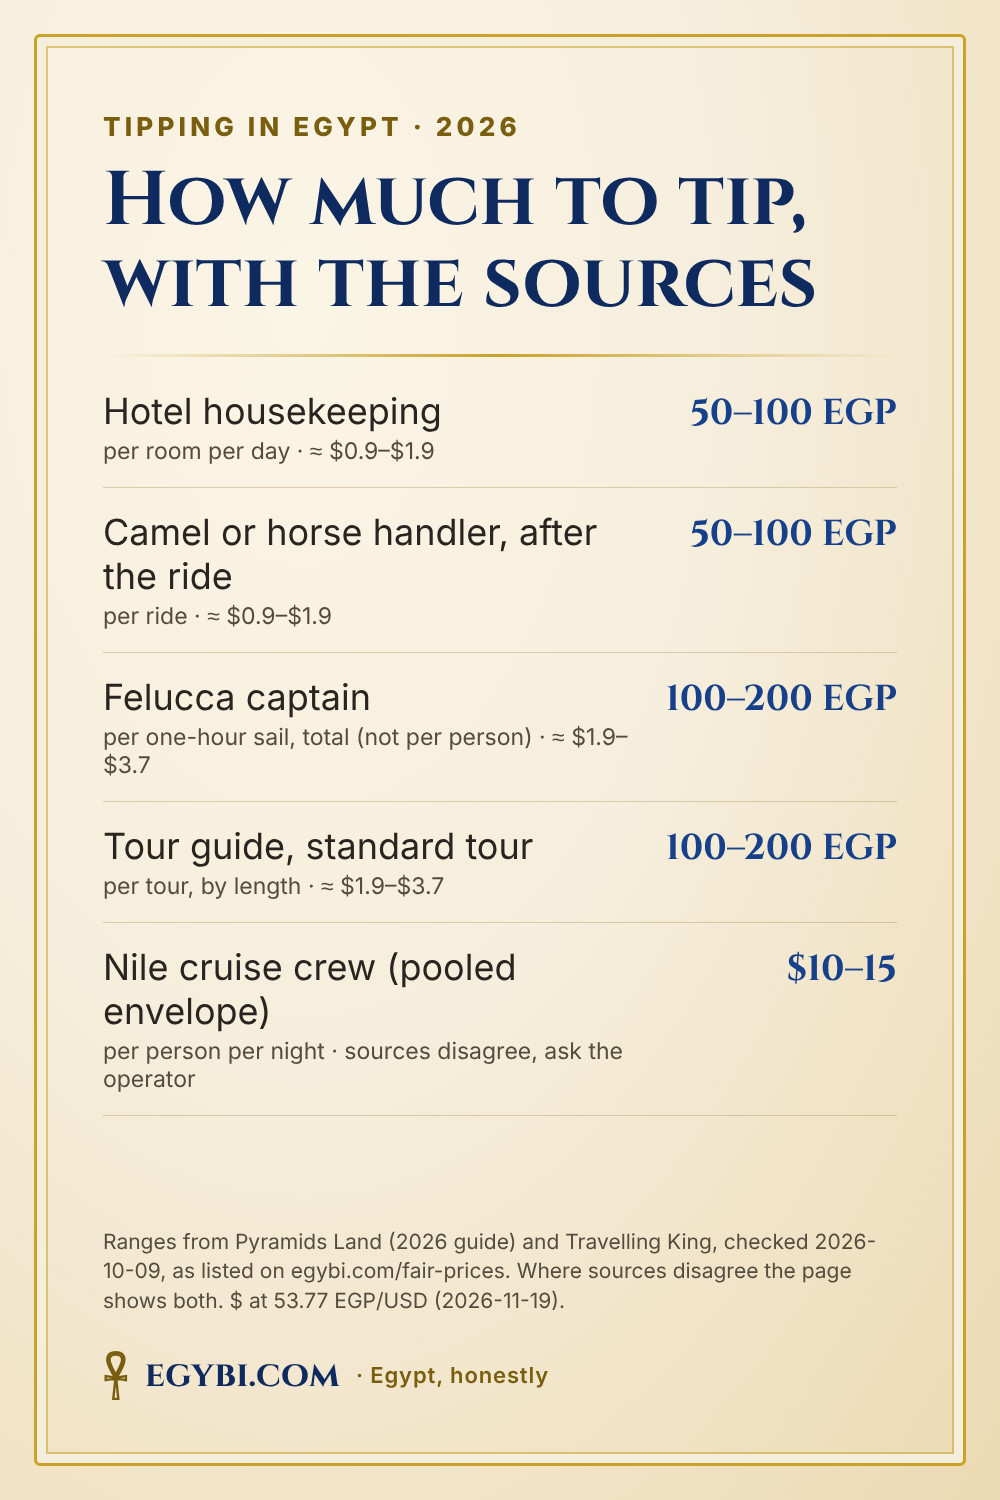 TIPPING IN EGYPT · 2026
How much to tip,
with the sources
Hotel housekeeping
50–100 EGP
per room per day · ≈ $0.9–$1.9
Camel or horse handler, after
the ride
50–100 EGP
per ride · ≈ $0.9–$1.9
Felucca captain
100–200 EGP
per one-hour sail, total (not per person) · ≈ $1.9–
$3.7
Tour guide, standard tour
100–200 EGP
per tour, by length · ≈ $1.9–$3.7
Nile cruise crew (pooled
envelope)
$10–15
per person per night · sources disagree, ask the
operator
Ranges from Pyramids Land (2026 guide) and Travelling King, checked 2026-
10-09, as listed on egybi.com/fair-prices. Where sources disagree the page
shows both. $ at 53.77 EGP/USD (2026-11-19).
EGYBI.COM · Egypt, honestly